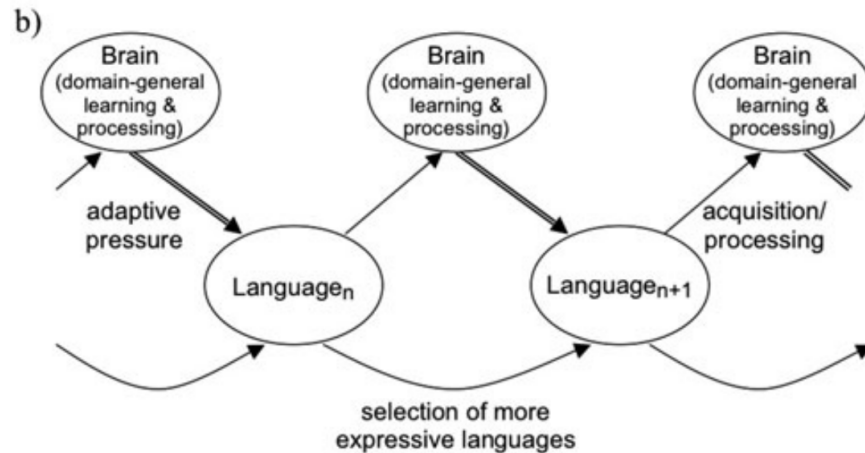 b)
Brain
(domain-general
learning &
processing)
Brain
(domain-general
learning &
processing)
Brain
(domain-general
learning &
processing)
adaptive
pressure
acquisition/
processing
Languageₙ
Languageₙ₊₁
selection of more
expressive languages